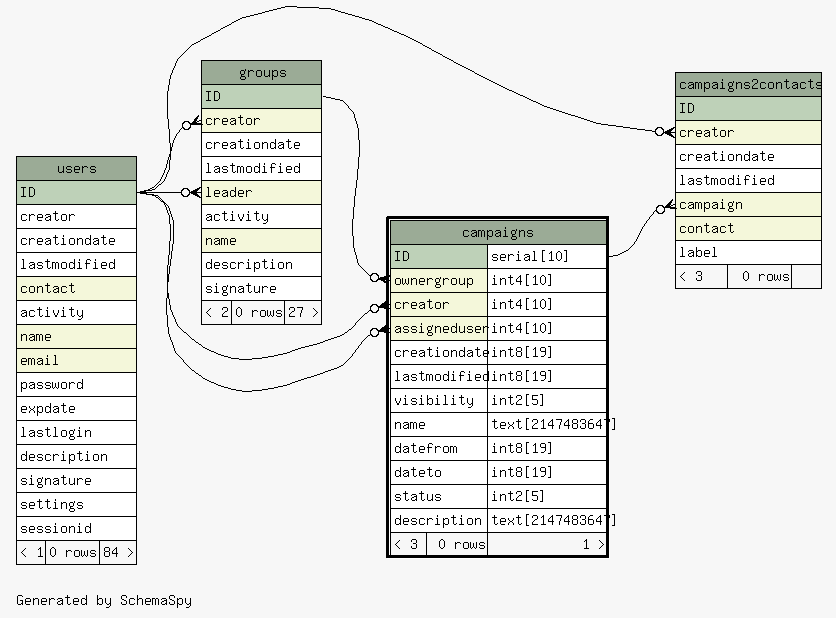 groups
ID
creator
creationdate
lastmodified
leader
activity
name
description
signature
< 2 0 rows 27 >
campaigns2contacts
ID
creator
creationdate
lastmodified
campaign
contact
label
< 3 0 rows
users
ID
creator
creationdate
lastmodified
contact
activity
name
email
password
expdate
lastlogin
description
signature
settings
sessionid
< 1 0 rows 84 >
campaigns
ID serial[10]
ownergroup int4[10]
creator int4[10]
assigneduser int4[10]
creationdate int8[19]
lastmodified int8[19]
visibility int2[5]
name text[2147483647]
datefrom int8[19]
dateto int8[19]
status int2[5]
description text[2147483647]
< 3 0 rows 1 >
Generated by SchemaSpy